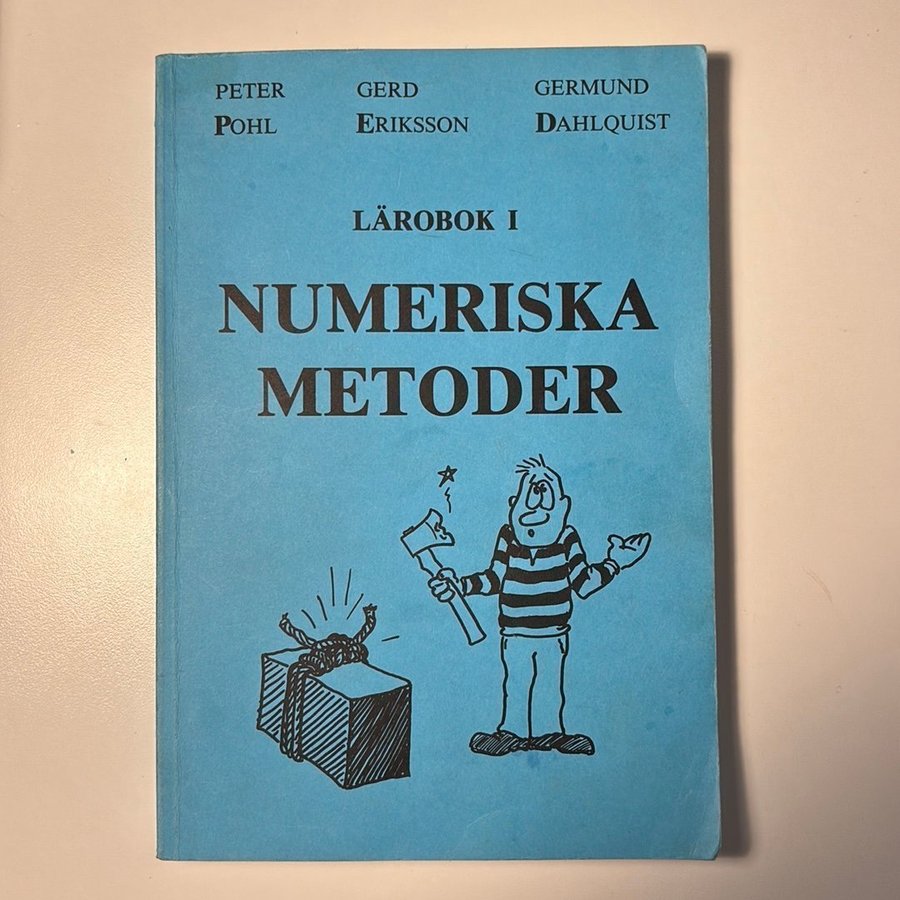 PETER GERD GERMUND
POHL ERIKSSON DAHLQUIST
LÄROBOK I
NUMERISKA
METODER